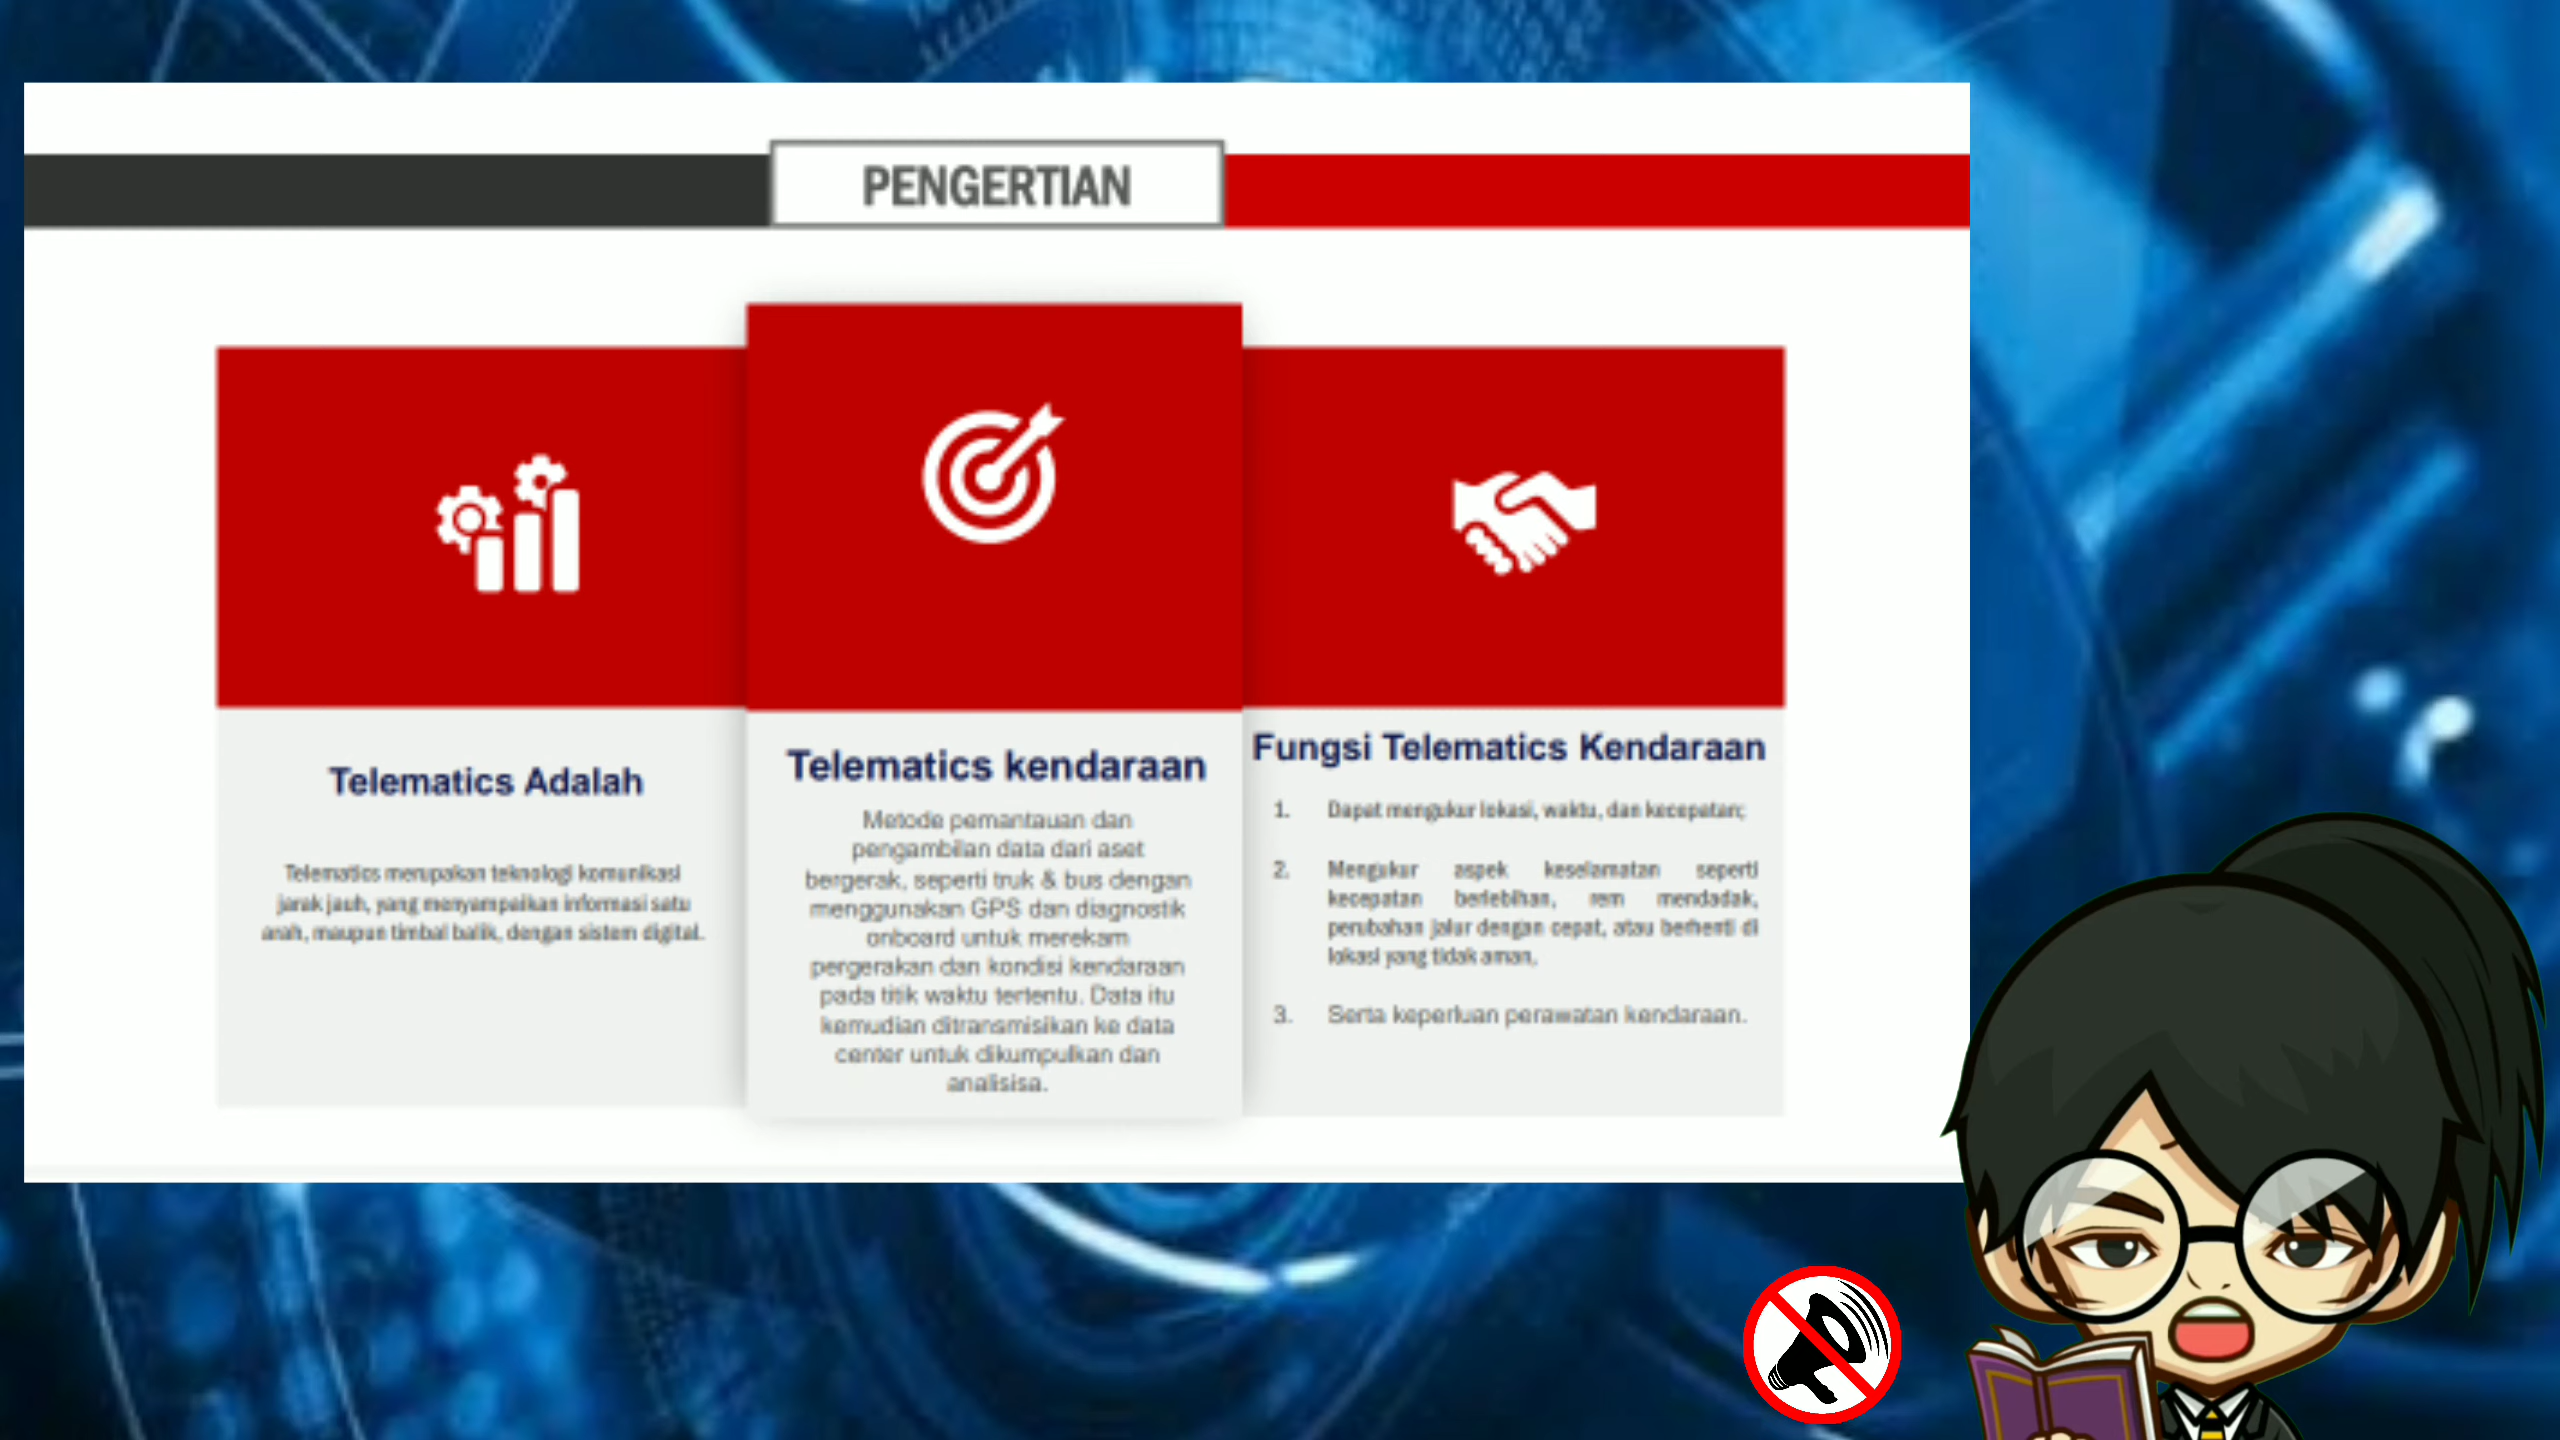 PENGERTIAN
Telematics Adalah
Telematics merupakan teknologi komunikasi
jarak jauh, yang menyampaikan informasi satu
arah, maupun timbal balik, dengan sistem digital.
Telematics kendaraan
Metode pemantauan dan
pengambilan data dari aset
bergerak, seperti truk & bus dengan
menggunakan GPS dan diagnostik
onboard untuk merekam
pergerakan dan kondisi kendaraan
pada titik waktu tertentu. Data itu
kemudian ditransmisikan ke data
center untuk dikumpulkan dan
analisisa.
Fungsi Telematics Kendaraan
1. Dapat mengukur lokasi, waktu, dan kecepatan;
2. Mengukur aspek keselamatan seperti
kecepatan berlebihan, rem mendadak,
perubahan jalur dengan cepat, atau berhenti di
lokasi yang tidak aman,
3. Serta keperluan perawatan kendaraan.